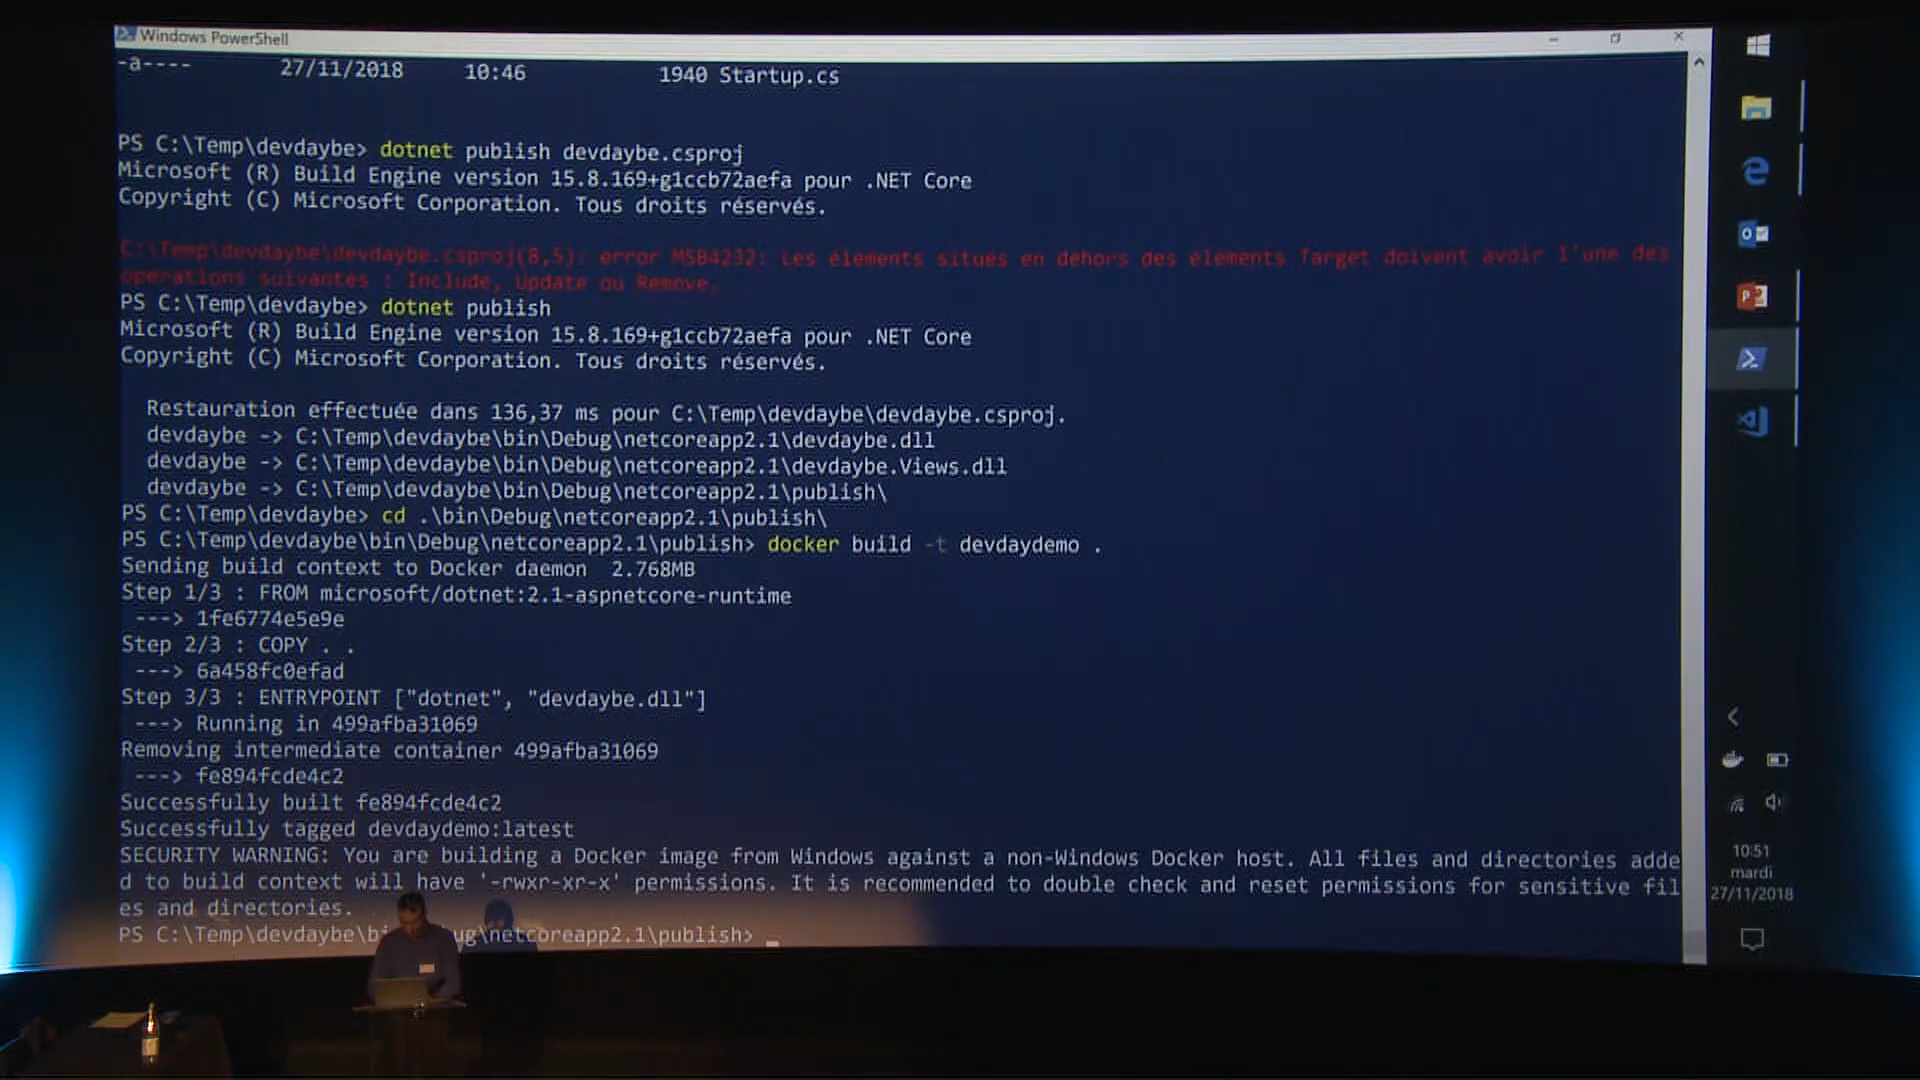 Windows PowerShell
-a----        27/11/2018     10:46           1940 Startup.cs
PS C:\Temp\devdaybe> dotnet publish devdaybe.csproj
Microsoft (R) Build Engine version 15.8.169+g1ccb72aefa pour .NET Core
Copyright (C) Microsoft Corporation. Tous droits réservés.
C:\Temp\devdaybe\devdaybe.csproj(8,5): error MSB4232: Les éléments situés en dehors des éléments Target doivent avoir l'une des
opérations suivantes : Include, Update ou Remove.
PS C:\Temp\devdaybe> dotnet publish
Microsoft (R) Build Engine version 15.8.169+g1ccb72aefa pour .NET Core
Copyright (C) Microsoft Corporation. Tous droits réservés.
  Restauration effectuée dans 136,37 ms pour C:\Temp\devdaybe\devdaybe.csproj.
  devdaybe -> C:\Temp\devdaybe\bin\Debug\netcoreapp2.1\devdaybe.dll
  devdaybe -> C:\Temp\devdaybe\bin\Debug\netcoreapp2.1\devdaybe.Views.dll
  devdaybe -> C:\Temp\devdaybe\bin\Debug\netcoreapp2.1\publish\
PS C:\Temp\devdaybe> cd .\bin\Debug\netcoreapp2.1\publish\
PS C:\Temp\devdaybe\bin\Debug\netcoreapp2.1\publish> docker build -t devdaydemo .
Sending build context to Docker daemon  2.768MB
Step 1/3 : FROM microsoft/dotnet:2.1-aspnetcore-runtime
 ---> 1fe6774e5e9e
Step 2/3 : COPY . .
 ---> 6a458fc0efad
Step 3/3 : ENTRYPOINT ["dotnet", "devdaybe.dll"]
 ---> Running in 499afba31069
Removing intermediate container 499afba31069
 ---> fe894fcde4c2
Successfully built fe894fcde4c2
Successfully tagged devdaydemo:latest
SECURITY WARNING: You are building a Docker image from Windows against a non-Windows Docker host. All files and directories adde
d to build context will have '-rwxr-xr-x' permissions. It is recommended to double check and reset permissions for sensitive fil
es and directories.
PS C:\Temp\devdaybe\bi ug\netcoreapp2.1\publish>
10:51
mardi
27/11/2018